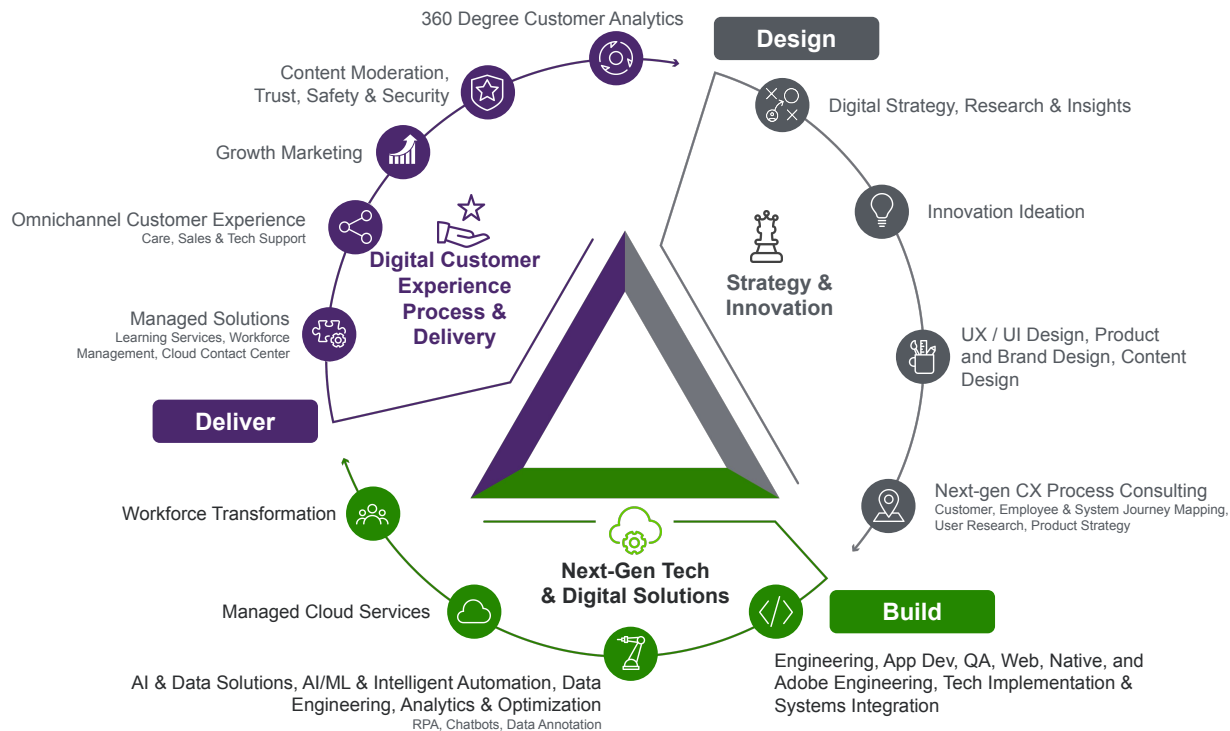 360 Degree Customer Analytics
Design
Content Moderation,
Trust, Safety & Security
Digital Strategy, Research & Insights
Growth Marketing
Innovation Ideation
Omnichannel Customer Experience
Care, Sales & Tech Support
Digital Customer
Experience
Process &
Delivery
Strategy &
Innovation
Managed Solutions
Learning Services, Workforce
Management, Cloud Contact Center
UX / UI Design, Product
and Brand Design, Content
Design
Deliver
Next-gen CX Process Consulting
Customer, Employee & System Journey Mapping,
User Research, Product Strategy
Workforce Transformation
Next-Gen Tech
& Digital Solutions
Managed Cloud Services
Build
Engineering, App Dev, QA, Web, Native, and
Adobe Engineering, Tech Implementation &
Systems Integration
AI & Data Solutions, AI/ML & Intelligent Automation, Data
Engineering, Analytics & Optimization
RPA, Chatbots, Data Annotation